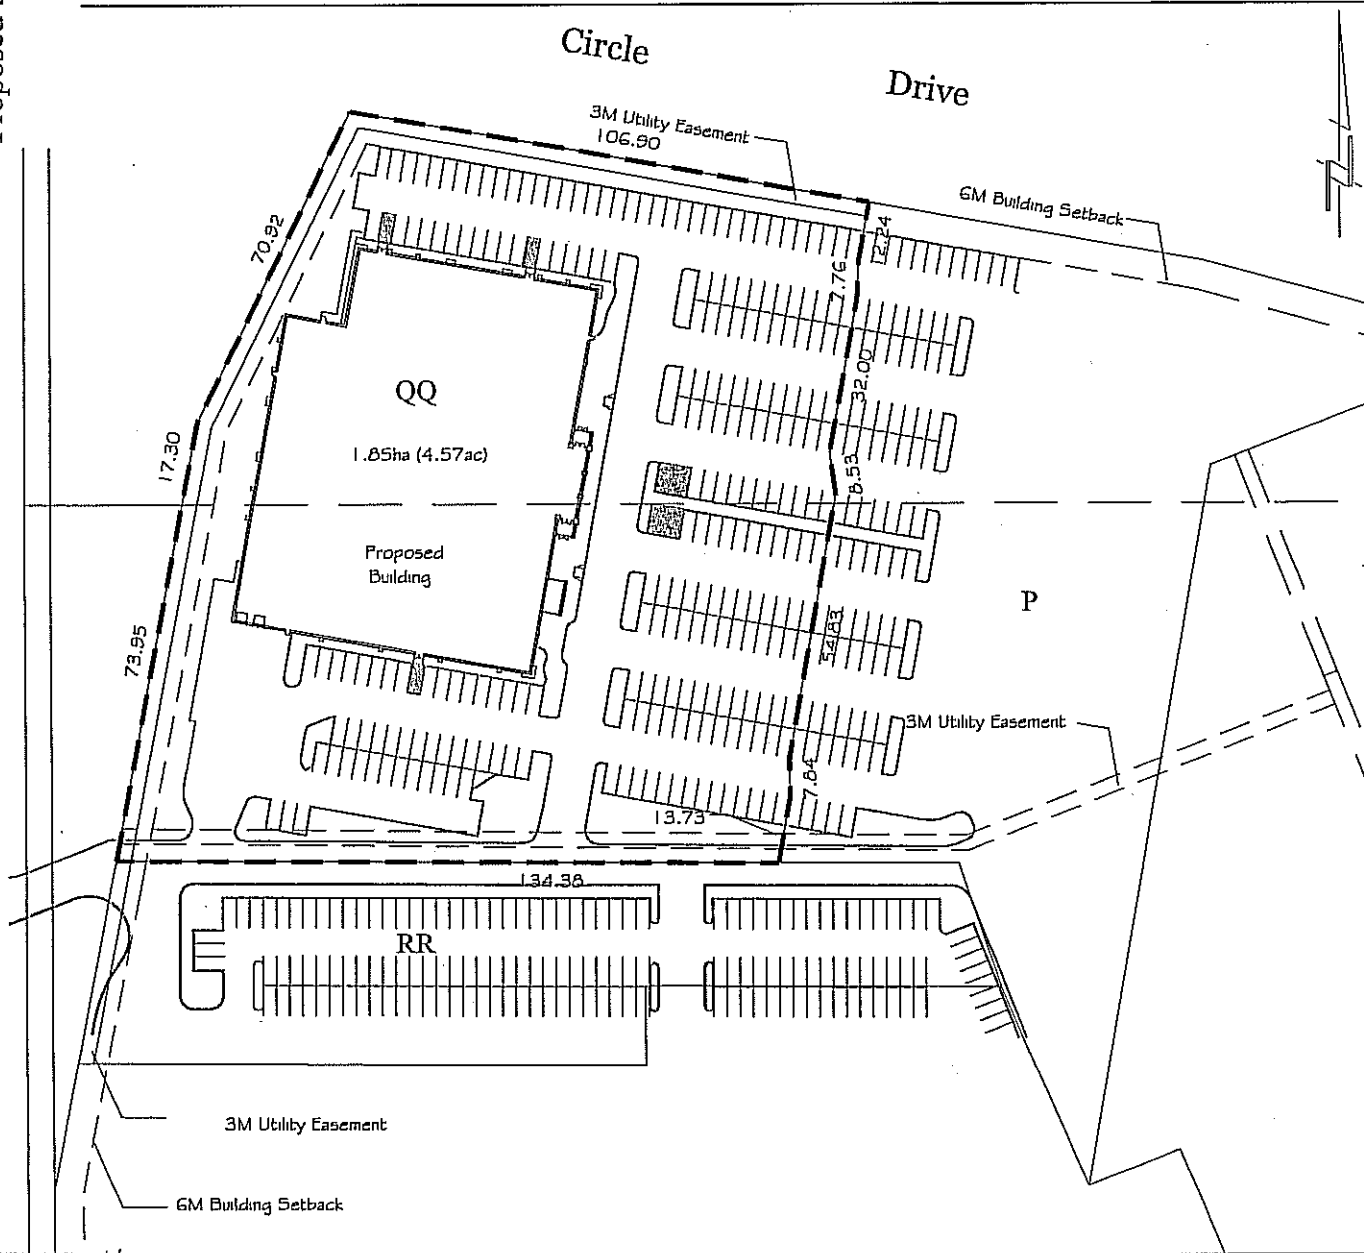 Circle
Drive
3M Utility Easement
106.90
6M Building Setback
12.24
70.92
7.76
32.00
QQ
17.30
1.85ha (4.57ac)
8.53
Proposed
Building
P
54.83
73.95
3M Utility Easement
7.84
13.73
134.38
RR
3M Utility Easement
6M Building Setback